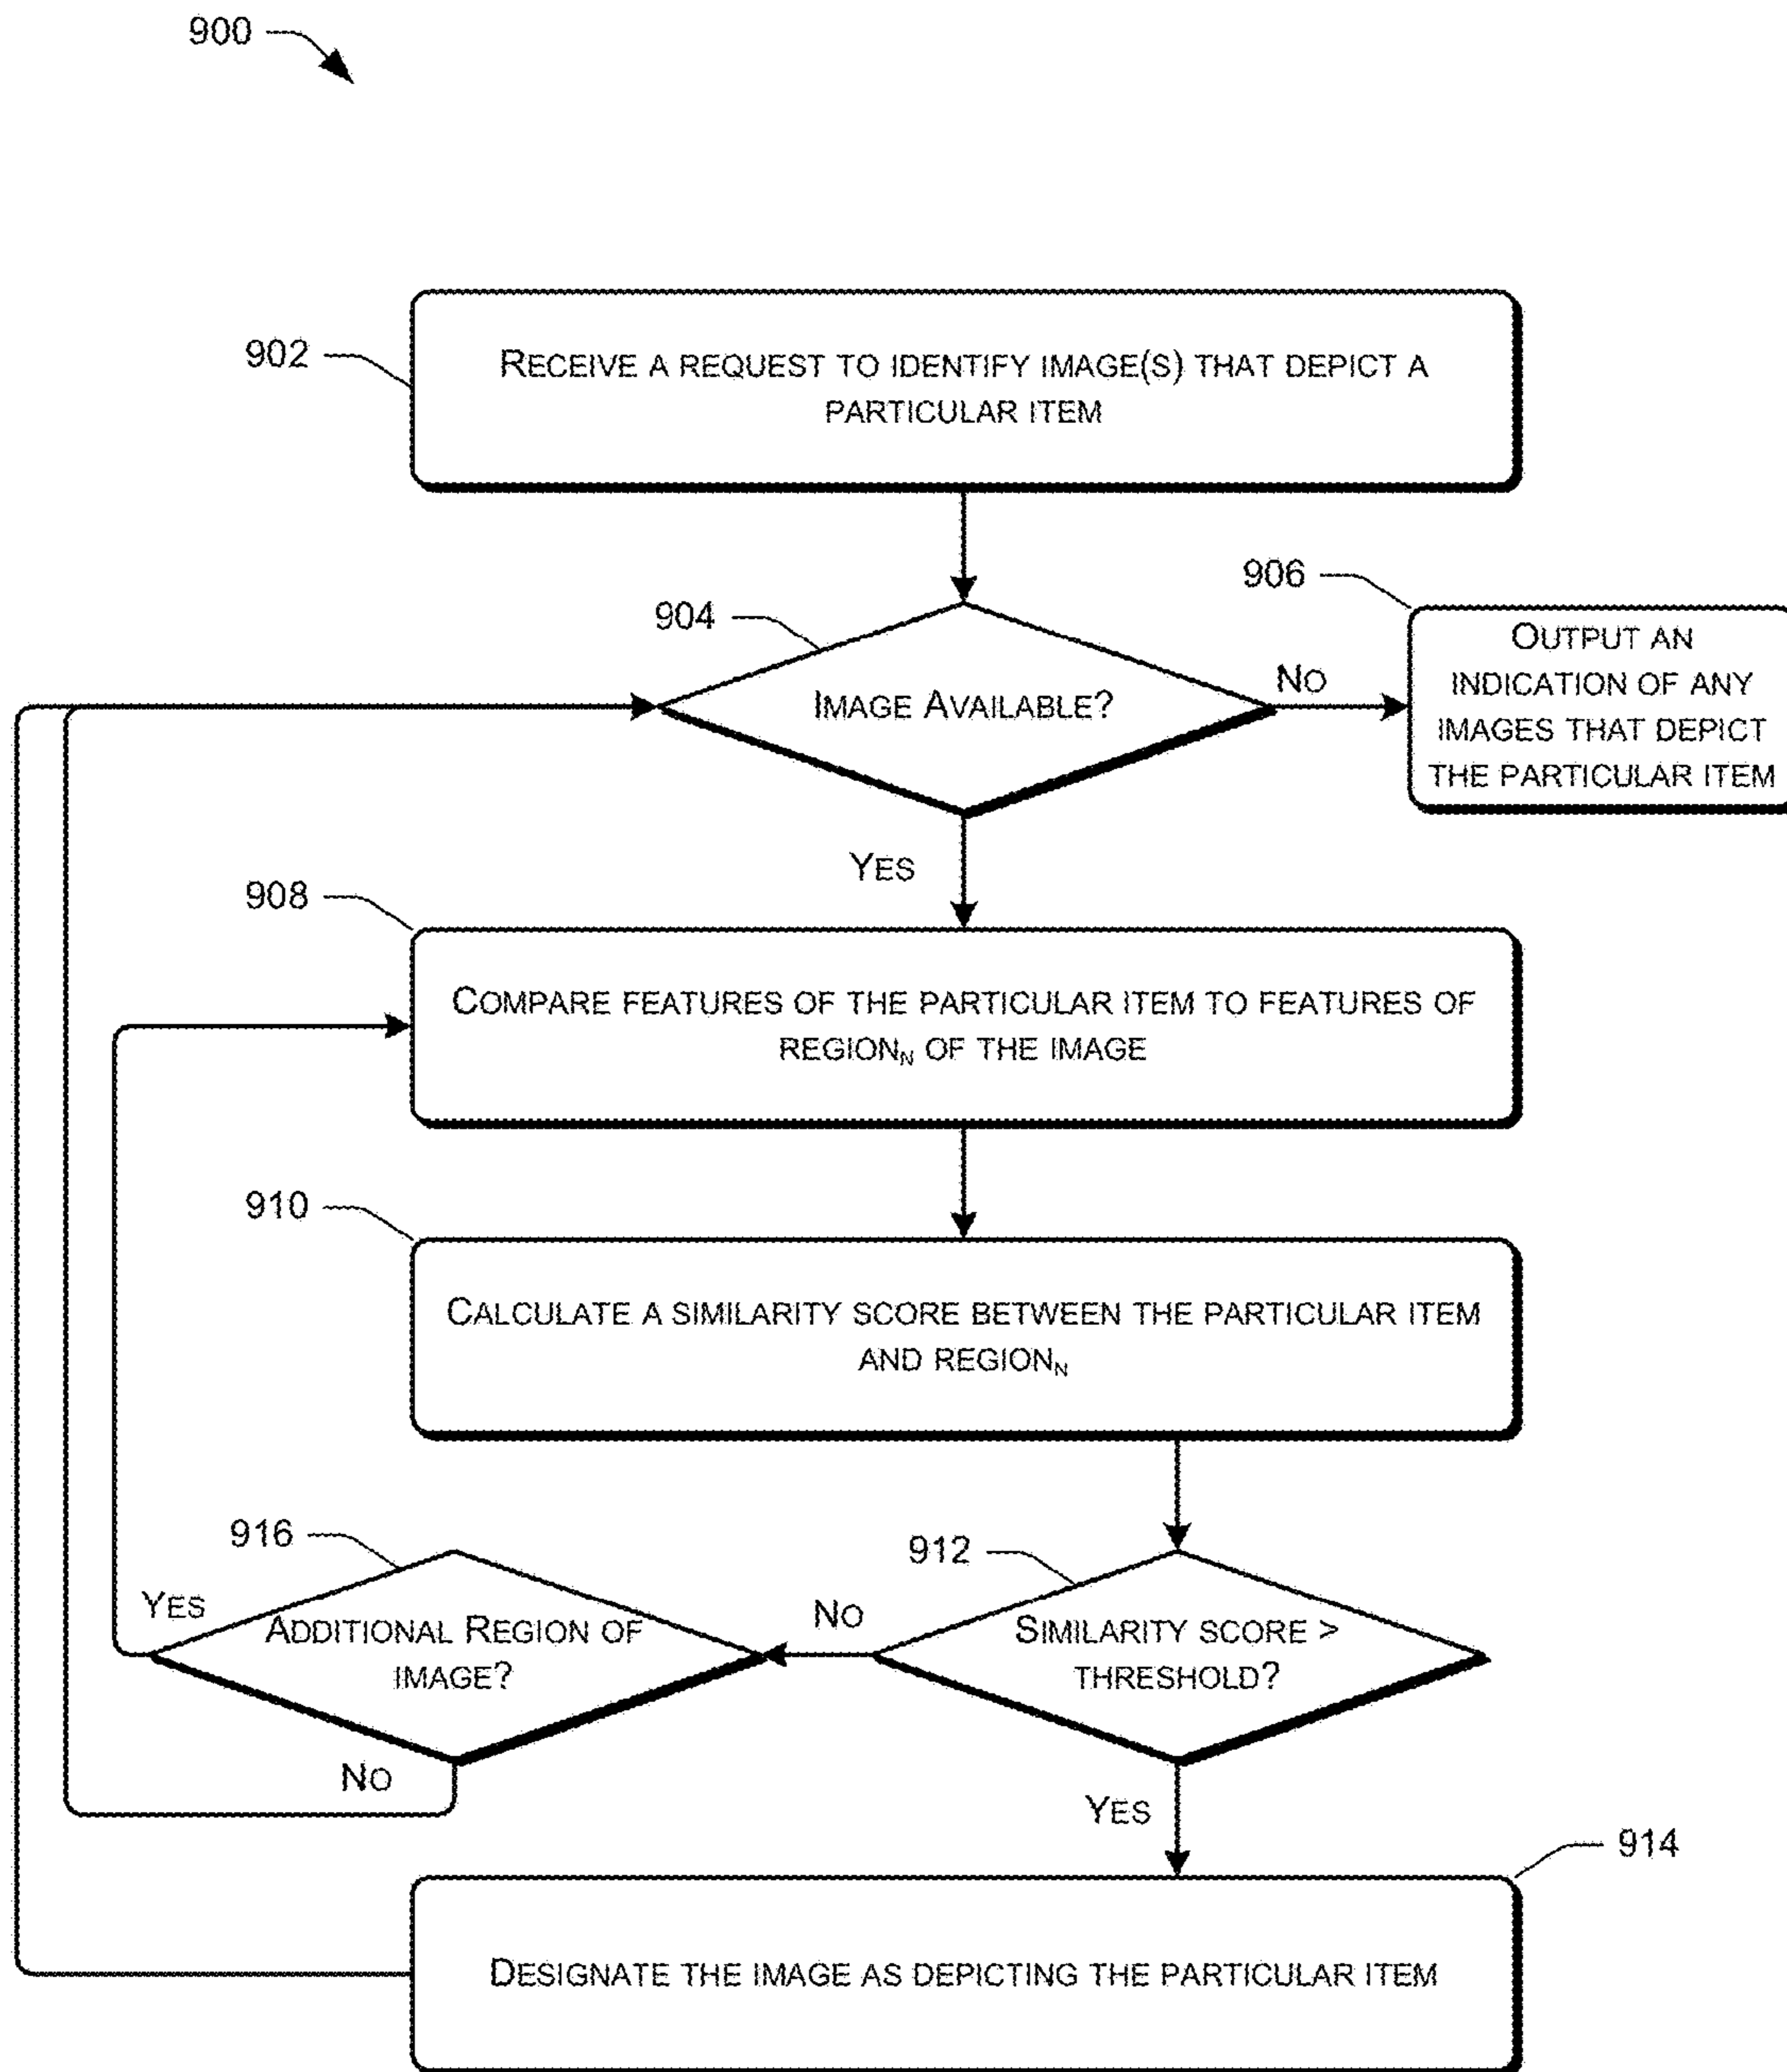 900
902
RECEIVE A REQUEST TO IDENTIFY IMAGE(S) THAT DEPICT A
PARTICULAR ITEM
904
IMAGE AVAILABLE?
NO
906
OUTPUT AN
INDICATION OF ANY
IMAGES THAT DEPICT
THE PARTICULAR ITEM
YES
908
COMPARE FEATURES OF THE PARTICULAR ITEM TO FEATURES OF
REGIONN OF THE IMAGE
910
CALCULATE A SIMILARITY SCORE BETWEEN THE PARTICULAR ITEM
AND REGIONN
916
YES
ADDITIONAL REGION OF
IMAGE?
NO
912
NO
SIMILARITY SCORE >
THRESHOLD?
YES
914
DESIGNATE THE IMAGE AS DEPICTING THE PARTICULAR ITEM